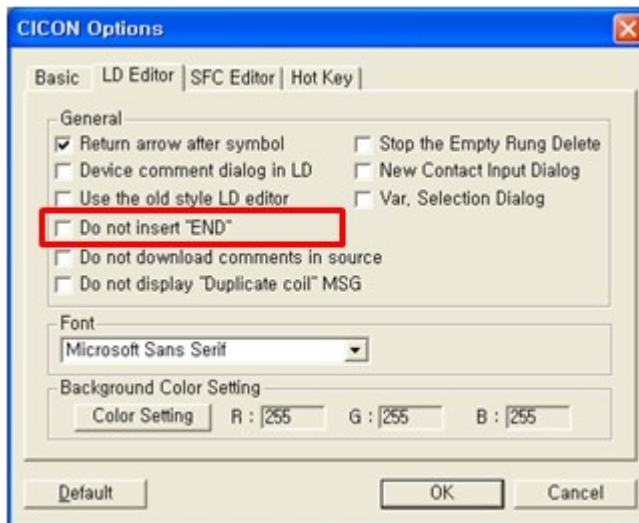 CICON Options
Basic LD Editor SFC Editor Hot Key
General
Return arrow after symbol Stop the Empty Rung Delete
Device comment dialog in LD New Contact Input Dialog
Use the old style LD editor Var, Selection Dialog
Do not insert "END"
Do not download comments in source
Do not display "Duplicate coil" MSG
Font
Microsoft Sans Serif
Background Color Setting
Color Setting R : 255 G : 255 B : 255
Default OK Cancel